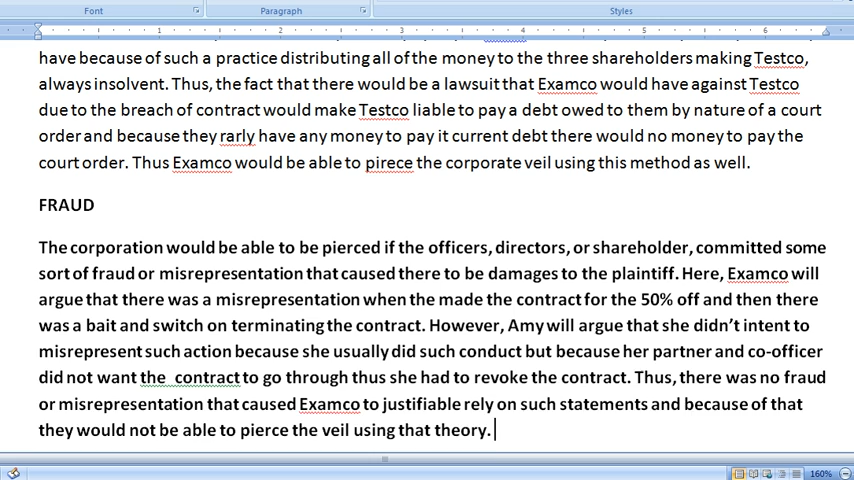 Font
Paragraph
Styles
1 2 3 4 5 6
have because of such a practice distributing all of the money to the three shareholders making Testco,
always insolvent. Thus, the fact that there would be a lawsuit that Examco would have against Testco
due to the breach of contract would make Testco liable to pay a debt owed to them by nature of a court
order and because they rarly have any money to pay it current debt there would no money to pay the
court order. Thus Examco would be able to pirece the corporate veil using this method as well.
FRAUD
The corporation would be able to be pierced if the officers, directors, or shareholder, committed some
sort of fraud or misrepresentation that caused there to be damages to the plaintiff. Here, Examco will
argue that there was a misrepresentation when the made the contract for the 50% off and then there
was a bait and switch on terminating the contract. However, Amy will argue that she didn't intent to
misrepresent such action because she usually did such conduct but because her partner and co-officer
did not want the  contract to go through thus she had to revoke the contract. Thus, there was no fraud
or misrepresentation that caused Examco to justifiable rely on such statements and because of that
they would not be able to pierce the veil using that theory.
160%